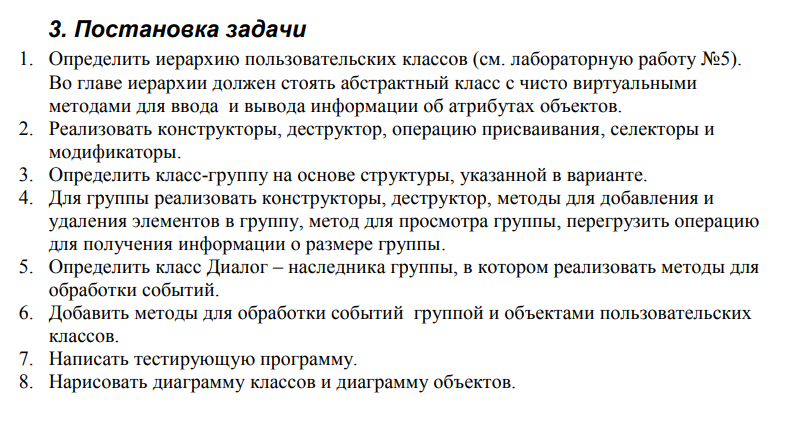 3. Постановка задачи
1. Определить иерархию пользовательских классов (см. лабораторную работу №5).
Во главе иерархии должен стоять абстрактный класс с чисто виртуальными
методами для ввода и вывода информации об атрибутах объектов.
2. Реализовать конструкторы, деструктор, операцию присваивания, селекторы и
модификаторы.
3. Определить класс-группу на основе структуры, указанной в варианте.
4. Для группы реализовать конструкторы, деструктор, методы для добавления и
удаления элементов в группу, метод для просмотра группы, перегрузить операцию
для получения информации о размере группы.
5. Определить класс Диалог – наследника группы, в котором реализовать методы для
обработки событий.
6. Добавить методы для обработки событий группой и объектами пользовательских
классов.
7. Написать тестирующую программу.
8. Нарисовать диаграмму классов и диаграмму объектов.